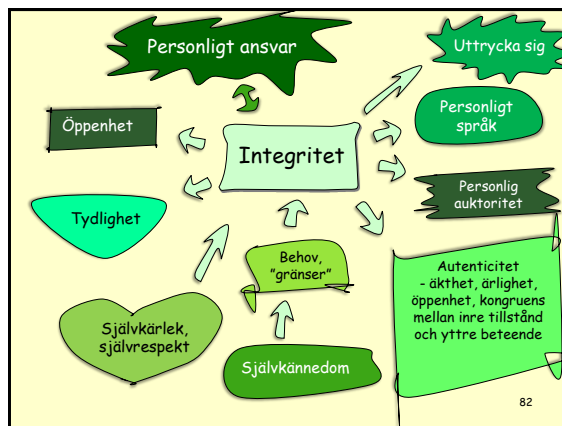 Personligt ansvar
Uttrycka sig
Öppenhet
Personligt
språk
Integritet
Personlig
auktoritet
Tydlighet
Behov,
”gränser”
Autenticitet
- äkthet, ärlighet,
öppenhet, kongruens
mellan inre tillstånd
och yttre beteende
Självkärlek,
självrespekt
Självkännedom
82